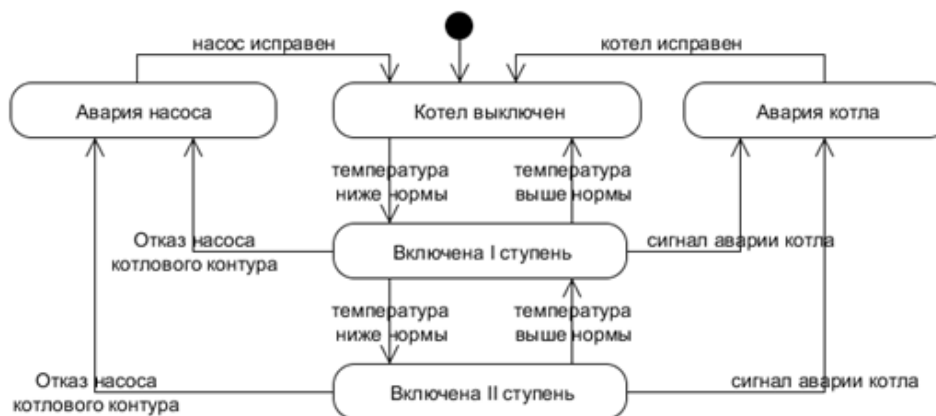 насос исправен
котел исправен
Авария насоса
Котел выключен
Авария котла
температура
ниже нормы
температура
выше нормы
Отказ насоса
котлового контура
Включена I ступень
сигнал аварии котла
температура
ниже нормы
температура
выше нормы
Отказ насоса
котлового контура
Включена II ступень
сигнал аварии котла